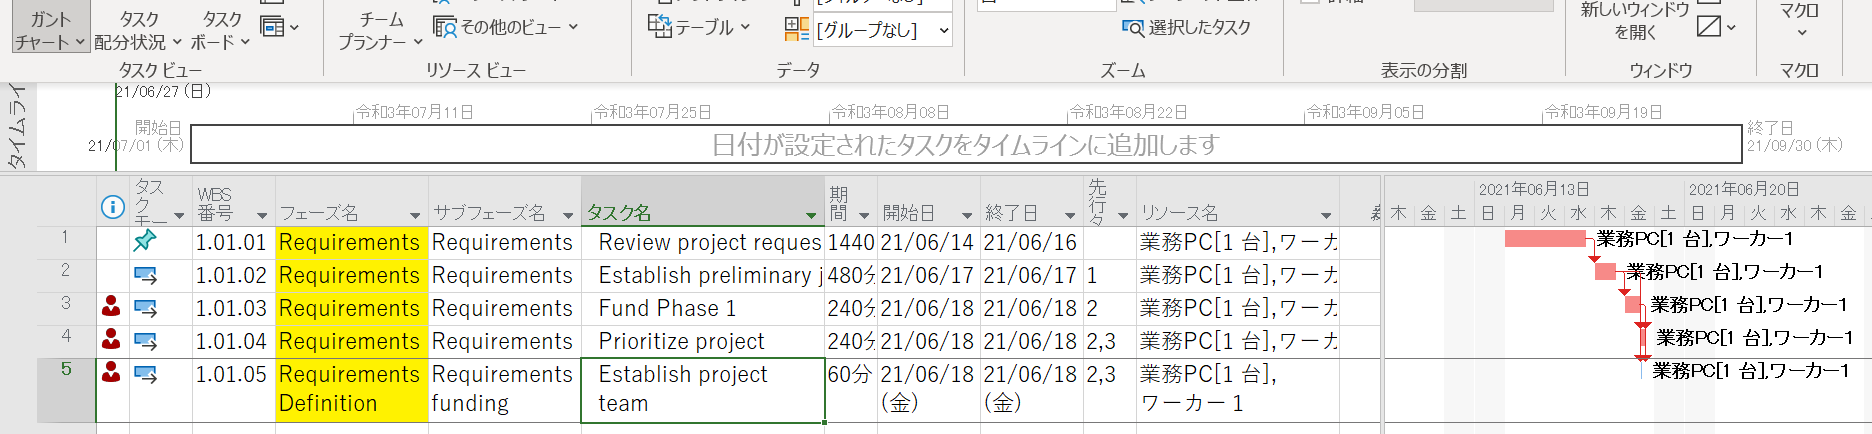 ガント
チャート
タスク
配分状況
タスク
ボード
タスク ビュー
チーム
プランナー
その他のビュー
リソース ビュー
テーブル
[グループなし]
データ
選択したタスク
ズーム
表示の分割
新しいウィンドウ
を開く
ウィンドウ
マクロ
マクロ
タイムライ
21/06/27 (日)
令和3年07月11日
令和3年07月25日
令和3年08月08日
令和3年08月22日
令和3年09月05日
令和3年09月19日
開始日
21/07/01 (木)
日付が設定されたタスクをタイムラインに追加します
終了日
21/09/30 (木)
タス
ク
モー
WBS
番号
フェーズ名
サブフェーズ名
タスク名
期
間
開始日
終了日
先
行タ
リソース名
2021年06月13日
2021年06月20日
木 金 土 日 月 火 水 木 金 土 日 月 火 水 木 金
1 1.01.01 Requirements Requirements Review project reques 1440 21/06/14 21/06/16 業務PC[1 台],ワーカ 業務PC[1 台],ワーカー1
2 1.01.02 Requirements Requirements Establish preliminary j 480分 21/06/17 21/06/17 1 業務PC[1 台],ワーカ 業務PC[1 台],ワーカー1
3 1.01.03 Requirements Requirements Fund Phase 1 240分 21/06/18 21/06/18 2 業務PC[1 台],ワーカ 業務PC[1 台],ワーカー1
4 1.01.04 Requirements Requirements Prioritize project 240分 21/06/18 21/06/18 2,3 業務PC[1 台],ワーカ 業務PC[1 台],ワーカー1
5 1.01.05 Requirements Requirements Establish project 60分 21/06/18 21/06/18 2,3 業務PC[1 台], 業務PC[1 台],ワーカー1
Definition funding team (金) (金) ワーカー1